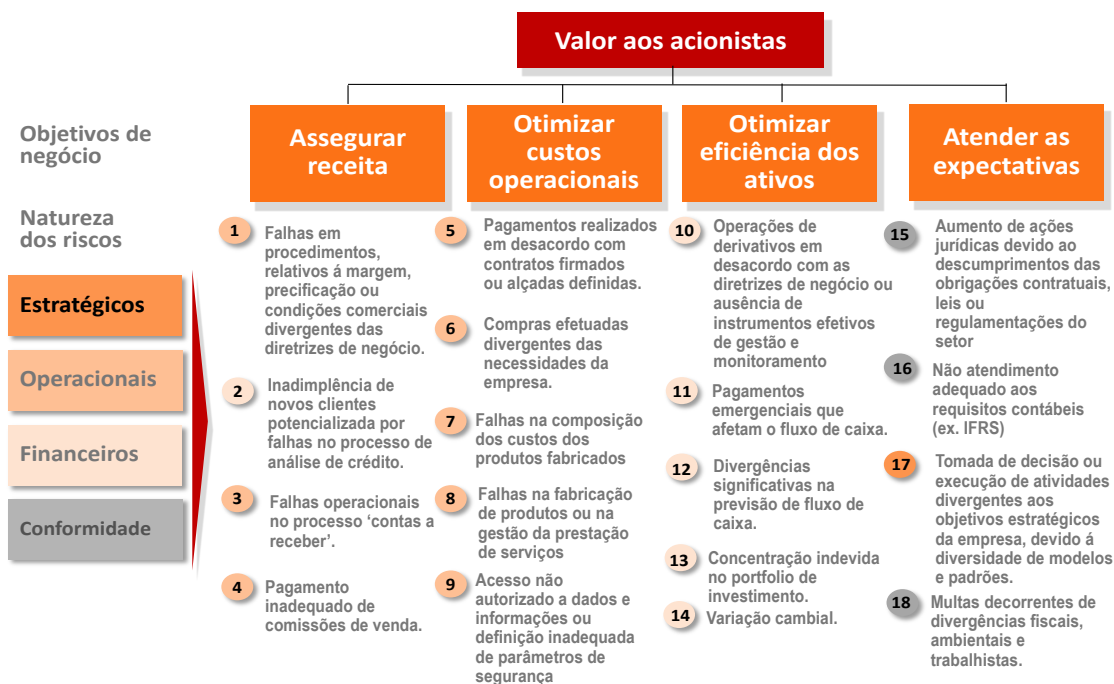 Valor aos acionistas
Objetivos de
negócio
Assegurar
receita
Otimizar
custos
operacionais
Otimizar
eficiência dos
ativos
Atender as
expectativas
Natureza
dos riscos
Estratégicos
Operacionais
Financeiros
Conformidade
1
Falhas em
procedimentos,
relativos á margem,
precificação ou
condições comerciais
divergentes das
diretrizes de negócio.
2
Inadimplência de
novos clientes
potencializada por
falhas no processo de
análise de crédito.
3
Falhas operacionais
no processo ‘contas a
receber’.
4
Pagamento
inadequado de
comissões de venda.
5
Pagamentos realizados
em desacordo com
contratos firmados
ou alçadas definidas.
6
Compras efetuadas
divergentes das
necessidades da
empresa.
7
Falhas na composição
dos custos dos
produtos fabricados
8
Falhas na fabricação
de produtos ou na
gestão da prestação
de serviços
9
Acesso não
autorizado a dados e
informações ou
definição inadequada
de parâmetros de
segurança
10
Operações de
derivativos em
desacordo com as
diretrizes de negócio ou
ausência de
instrumentos efetivos
de gestão e
monitoramento
11
Pagamentos
emergenciais que
afetam o fluxo de caixa.
12
Divergências
significativas na
previsão de fluxo de
caixa.
13
Concentração indevida
no portfolio de
investimento.
14
Variação cambial.
15
Aumento de ações
jurídicas devido ao
descumprimentos das
obrigações contratuais,
leis ou
regulamentações do
setor
16
Não atendimento
adequado aos
requisitos contábeis
(ex. IFRS)
17
Tomada de decisão ou
execução de atividades
divergentes aos
objetivos estratégicos
da empresa, devido á
diversidade de modelos
e padrões.
18
Multas decorrentes de
divergências fiscais,
ambientais e
trabalhistas.